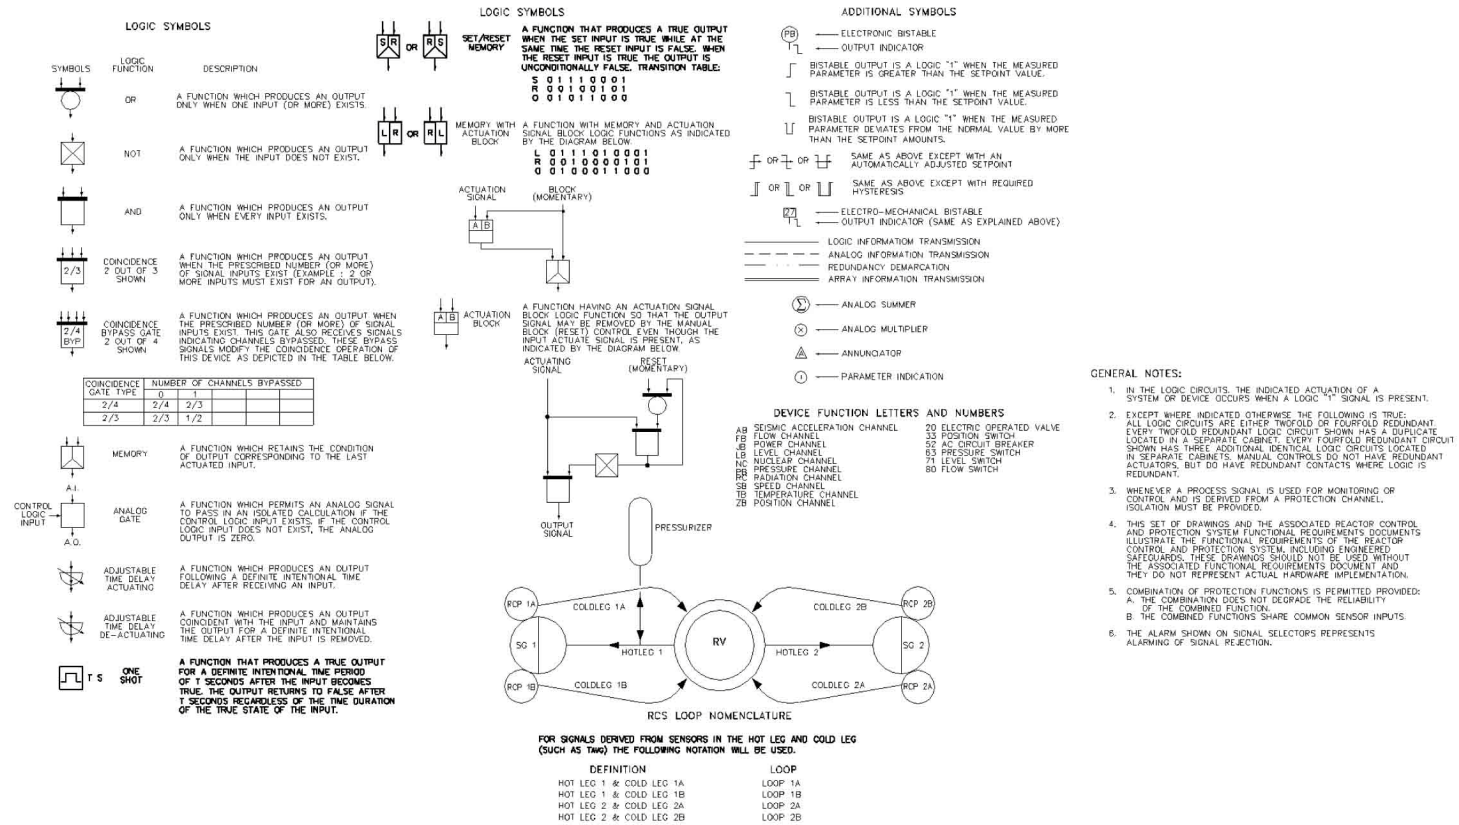 LOGIC SYMBOLS
SYMBOLS
LOGIC
FUNCTION
DESCRIPTION
OR
A FUNCTION WHICH PRODUCES AN OUTPUT
ONLY WHEN ONE INPUT (OR MORE) EXISTS.
NOT
A FUNCTION WHICH PRODUCES AN OUTPUT
ONLY WHEN THE INPUT DOES NOT EXIST.
AND
A FUNCTION WHICH PRODUCES AN OUTPUT
ONLY WHEN EVERY INPUT EXISTS.
2/3
COINCIDENCE
2 OUT OF 3
SHOWN
A FUNCTION WHICH PRODUCES AN OUTPUT
WHEN THE PRESCRIBED NUMBER (OR MORE)
OF SIGNAL INPUTS EXIST (EXAMPLE : 2 OR
MORE INPUTS MUST EXIST FOR AN OUTPUT).
2/4
BYP
COINCIDENCE
BYPASS GATE
2 OUT OF 4
SHOWN
A FUNCTION WHICH PRODUCES AN OUTPUT WHEN
THE PRESCRIBED NUMBER (OR MORE) OF SIGNAL
INPUTS EXIST. THIS GATE ALSO RECEIVES SIGNALS
INDICATING CHANNELS BYPASSED. THESE BYPASS
SIGNALS MODIFY THE COINCIDENCE OPERATION OF
THIS DEVICE AS DEPICTED IN THE TABLE BELOW.
COINCIDENCE
GATE TYPE
NUMBER OF CHANNELS BYPASSED
0 1
2/4 2/4 2/3
2/3 2/3 1/2
MEMORY
A FUNCTION WHICH RETAINS THE CONDITION
OF OUTPUT CORRESPONDING TO THE LAST
ACTUATED INPUT.
A.I.
CONTROL
LOGIC
INPUT
A.O.
ANALOG
GATE
A FUNCTION WHICH PERMITS AN ANALOG SIGNAL
TO PASS IN AN ISOLATED CALCULATION IF THE
CONTROL LOGIC INPUT EXISTS. IF THE CONTROL
LOGIC INPUT DOES NOT EXIST, THE ANALOG
OUTPUT IS ZERO.
ADJUSTABLE
TIME DELAY
ACTUATING
A FUNCTION WHICH PRODUCES AN OUTPUT
FOLLOWING A DEFINITE INTENTIONAL TIME
DELAY AFTER RECEIVING AN INPUT.
ADJUSTABLE
TIME DELAY
DE-ACTUATING
A FUNCTION WHICH PRODUCES AN OUTPUT
COINCIDENT WITH THE INPUT AND MAINTAINS
THE OUTPUT FOR A DEFINITE INTENTIONAL
TIME DELAY AFTER THE INPUT IS REMOVED.
T S
ONE
SHOT
A FUNCTION THAT PRODUCES A TRUE OUTPUT
FOR A DEFINITE INTENTIONAL TIME PERIOD
OF T SECONDS AFTER THE INPUT BECOMES
TRUE. THE OUTPUT RETURNS TO FALSE AFTER
T SECONDS REGARDLESS OF THE TIME DURATION
OF THE TRUE STATE OF THE INPUT.
LOGIC SYMBOLS
S R OR R S
SET/RESET
MEMORY
A FUNCTION THAT PRODUCES A TRUE OUTPUT
WHEN THE SET INPUT IS TRUE WHILE AT THE
SAME TIME THE RESET INPUT IS FALSE. WHEN
THE RESET INPUT IS TRUE THE OUTPUT IS
UNCONDITIONALLY FALSE. TRANSITION TABLE:
S 0 1 1 1 0 0 0 1
R 0 0 1 0 0 1 0 1
O 0 1 0 1 1 0 0 0
L R OR R L
MEMORY WITH
ACTUATION
BLOCK
A FUNCTION WITH MEMORY AND ACTUATION
SIGNAL BLOCK LOGIC FUNCTIONS AS INDICATED
BY THE DIAGRAM BELOW.
L 0 1 1 1 0 1 0 0 0 1
R 0 0 1 0 0 0 0 1 0 1
O 0 1 0 0 0 1 1 0 0 0
ACTUATION
SIGNAL
BLOCK
(MOMENTARY)
A B
A B
ACTUATION
BLOCK
A FUNCTION HAVING AN ACTUATION SIGNAL
BLOCK LOGIC FUNCTION SO THAT THE OUTPUT
SIGNAL MAY BE REMOVED BY THE MANUAL
BLOCK (RESET) CONTROL EVEN THOUGH THE
INPUT ACTUATE SIGNAL IS PRESENT, AS
INDICATED BY THE DIAGRAM BELOW.
ACTUATING
SIGNAL
RESET
(MOMENTARY)
OUTPUT
SIGNAL
PRESSURIZER
RCP 1A
COLDLEG 1A
COLDLEG 2B
RCP 2B
SG 1
HOTLEG 1
RV
HOTLEG 2
SG 2
RCP 1B
COLDLEG 1B
COLDLEG 2A
RCP 2A
RCS LOOP NOMENCLATURE
FOR SIGNALS DERIVED FROM SENSORS IN THE HOT LEG AND COLD LEG
(SUCH AS TAVG) THE FOLLOWING NOTATION WILL BE USED.
DEFINITION LOOP
HOT LEG 1 & COLD LEG 1A LOOP 1A
HOT LEG 1 & COLD LEG 1B LOOP 1B
HOT LEG 2 & COLD LEG 2A LOOP 2A
HOT LEG 2 & COLD LEG 2B LOOP 2B
ADDITIONAL SYMBOLS
PB ELECTRONIC BISTABLE
OUTPUT INDICATOR
BISTABLE OUTPUT IS A LOGIC "1" WHEN THE MEASURED
PARAMETER IS GREATER THAN THE SETPOINT VALUE.
BISTABLE OUTPUT IS A LOGIC "1" WHEN THE MEASURED
PARAMETER IS LESS THAN THE SETPOINT VALUE.
BISTABLE OUTPUT IS A LOGIC "1" WHEN THE MEASURED
PARAMETER DEVIATES FROM THE NORMAL VALUE BY MORE
THAN THE SETPOINT AMOUNTS.
OR OR
SAME AS ABOVE EXCEPT WITH AN
AUTOMATICALLY ADJUSTED SETPOINT
OR OR
SAME AS ABOVE EXCEPT WITH REQUIRED
HYSTERESIS
27 ELECTRO-MECHANICAL BISTABLE
OUTPUT INDICATOR (SAME AS EXPLAINED ABOVE)
LOGIC INFORMATIOM TRANSMISSION
ANALOG INFORMATION TRANSMISSION
REDUNDANCY DEMARCATION
ARRAY INFORMATION TRANSMISSION
Σ ANALOG SUMMER
ANALOG MULTIPLIER
A ANNUNCIATOR
I PARAMETER INDICATION
DEVICE FUNCTION LETTERS AND NUMBERS
AB SEISMIC ACCELERATION CHANNEL
FB FLOW CHANNEL
JB POWER CHANNEL
LB LEVEL CHANNEL
NC NUCLEAR CHANNEL
PB PRESSURE CHANNEL
RC RADIATION CHANNEL
SB SPEED CHANNEL
TB TEMPERATURE CHANNEL
ZB POSITION CHANNEL
20 ELECTRIC OPERATED VALVE
33 POSITION SWITCH
52 AC CIRCUIT BREAKER
63 PRESSURE SWITCH
71 LEVEL SWITCH
80 FLOW SWITCH
GENERAL NOTES:
1. IN THE LOGIC CIRCUITS, THE INDICATED ACTUATION OF A
SYSTEM OR DEVICE OCCURS WHEN A LOGIC "1" SIGNAL IS PRESENT.
2. EXCEPT WHERE INDICATED OTHERWISE THE FOLLOWING IS TRUE:
ALL LOGIC CIRCUITS ARE EITHER TWOFOLD OR FOURFOLD REDUNDANT.
EVERY TWOFOLD REDUNDANT LOGIC CIRCUIT SHOWN HAS A DUPLICATE
LOCATED IN A SEPARATE CABINET. EVERY FOURFOLD REDUNDANT CIRCUIT
SHOWN HAS THREE ADDITIONAL IDENTICAL LOGIC CIRCUITS LOCATED
IN SEPARATE CABINETS. MANUAL CONTROLS DO NOT HAVE REDUNDANT
ACTUATORS, BUT DO HAVE REDUNDANT CONTACTS WHERE LOGIC IS
REDUNDANT.
3. WHENEVER A PROCESS SIGNAL IS USED FOR MONITORING OR
CONTROL AND IS DERIVED FROM A PROTECTION CHANNEL,
ISOLATION MUST BE PROVIDED.
4. THIS SET OF DRAWINGS AND THE ASSOCIATED REACTOR CONTROL
AND PROTECTION SYSTEM FUNCTIONAL REQUIREMENTS DOCUMENTS
ILLUSTRATE THE FUNCTIONAL REQUIREMENTS OF THE REACTOR
CONTROL AND PROTECTION SYSTEM, INCLUDING ENGINEERED
SAFEGUARDS. THESE DRAWINGS SHOULD NOT BE USED WITHOUT
THE ASSOCIATED FUNCTIONAL REQUIREMENTS DOCUMENT AND
THEY DO NOT REPRESENT ACTUAL HARDWARE IMPLEMENTATION.
5. COMBINATION OF PROTECTION FUNCTIONS IS PERMITTED PROVIDED:
A. THE COMBINATION DOES NOT DEGRADE THE RELIABILITY
OF THE COMBINED FUNCTION.
B. THE COMBINED FUNCTIONS SHARE COMMON SENSOR INPUTS.
6. THE ALARM SHOWN ON SIGNAL SELECTORS REPRESENTS
ALARMING OF SIGNAL REJECTION.